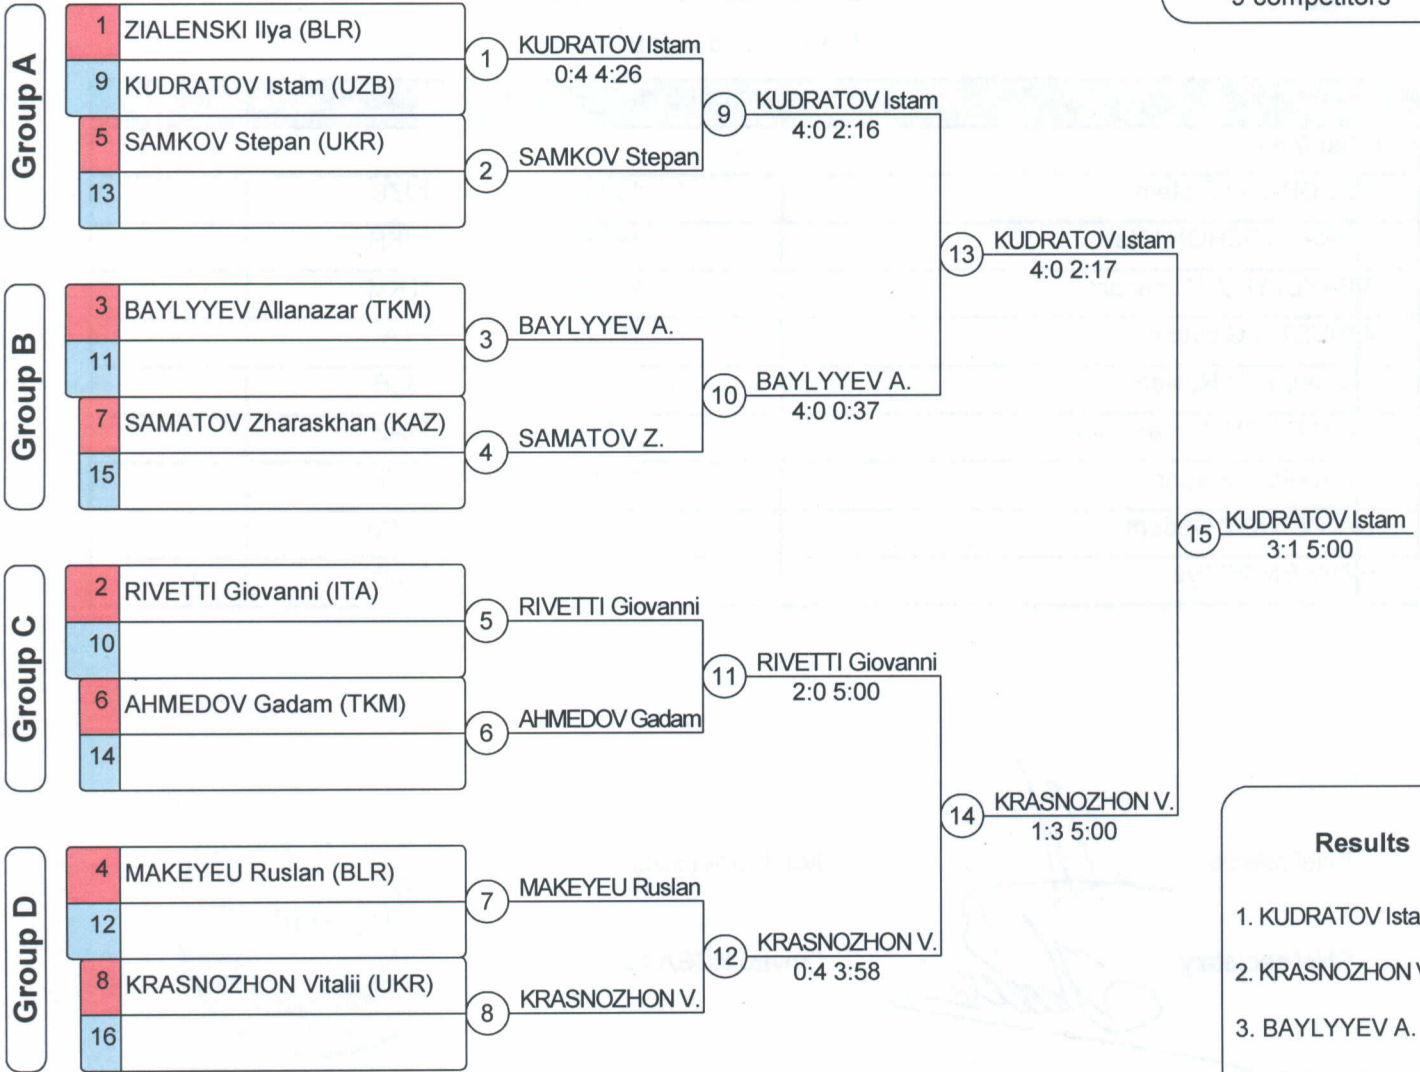 9 competitors
Group A
1 ZIALENSKI Ilya (BLR)
9 KUDRATOV Istam (UZB)
5 SAMKOV Stepan (UKR)
13
1 KUDRATOV Istam
0:4 4:26
2 SAMKOV Stepan
9 KUDRATOV Istam
4:0 2:16
Group B
3 BAYLYYEV Allanazar (TKM)
11
7 SAMATOV Zharaskhan (KAZ)
15
3 BAYLYYEV A.
4 SAMATOV Z.
10 BAYLYYEV A.
4:0 0:37
13 KUDRATOV Istam
4:0 2:17
Group C
2 RIVETTI Giovanni (ITA)
10
6 AHMEDOV Gadam (TKM)
14
5 RIVETTI Giovanni
6 AHMEDOV Gadam
11 RIVETTI Giovanni
2:0 5:00
Group D
4 MAKEYEU Ruslan (BLR)
12
8 KRASNOZHON Vitalii (UKR)
16
7 MAKEYEU Ruslan
8 KRASNOZHON V.
12 KRASNOZHON V.
0:4 3:58
14 KRASNOZHON V.
1:3 5:00
15 KUDRATOV Istam
3:1 5:00
Results
1. KUDRATOV Ista
2. KRASNOZHON V
3. BAYLYYEV A.